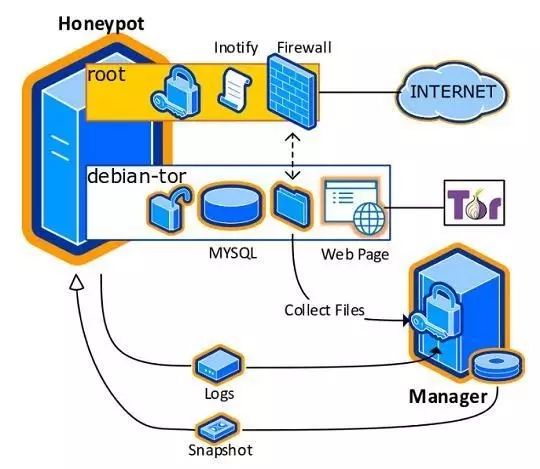 Honeypot
Inotify Firewall
root
INTERNET
debian-tor
MYSQL
Web Page
Tor
Collect Files
Logs
Manager
Snapshot